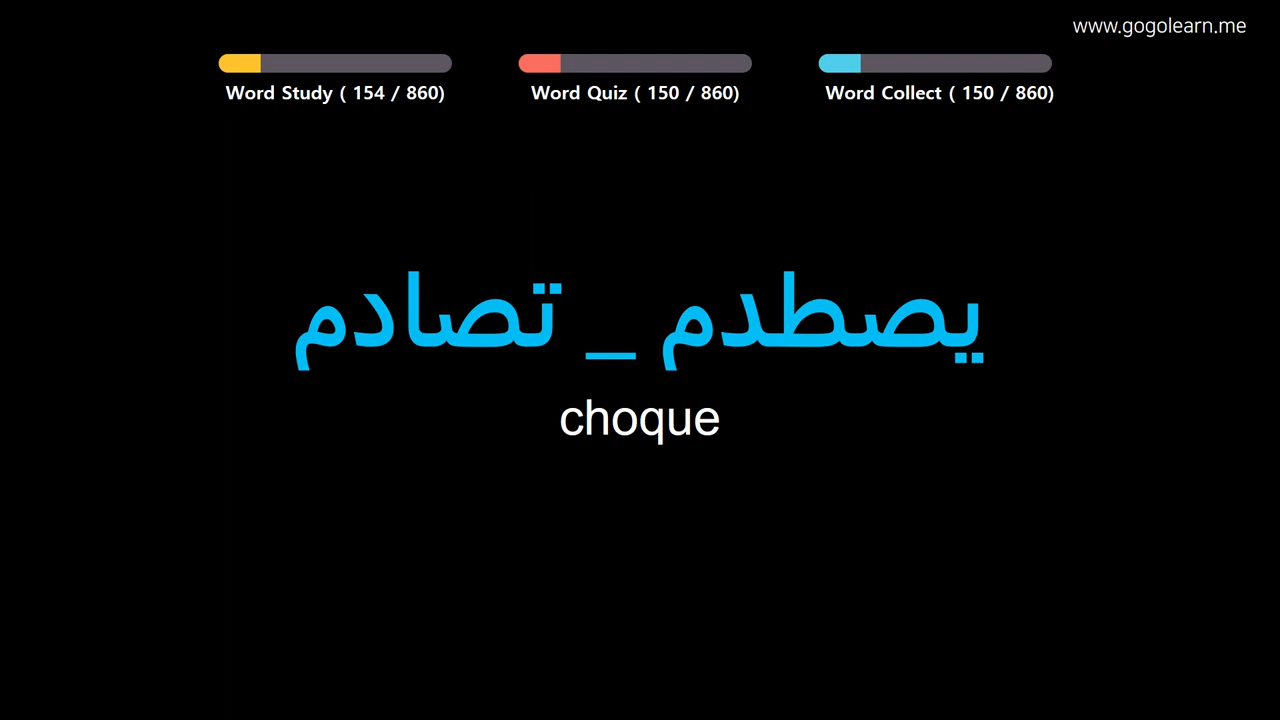 www.gogolearn.me
Word Study ( 154 / 860)
Word Quiz ( 150 / 860)
Word Collect ( 150 / 860)
يصطدم _ تصادم
choque